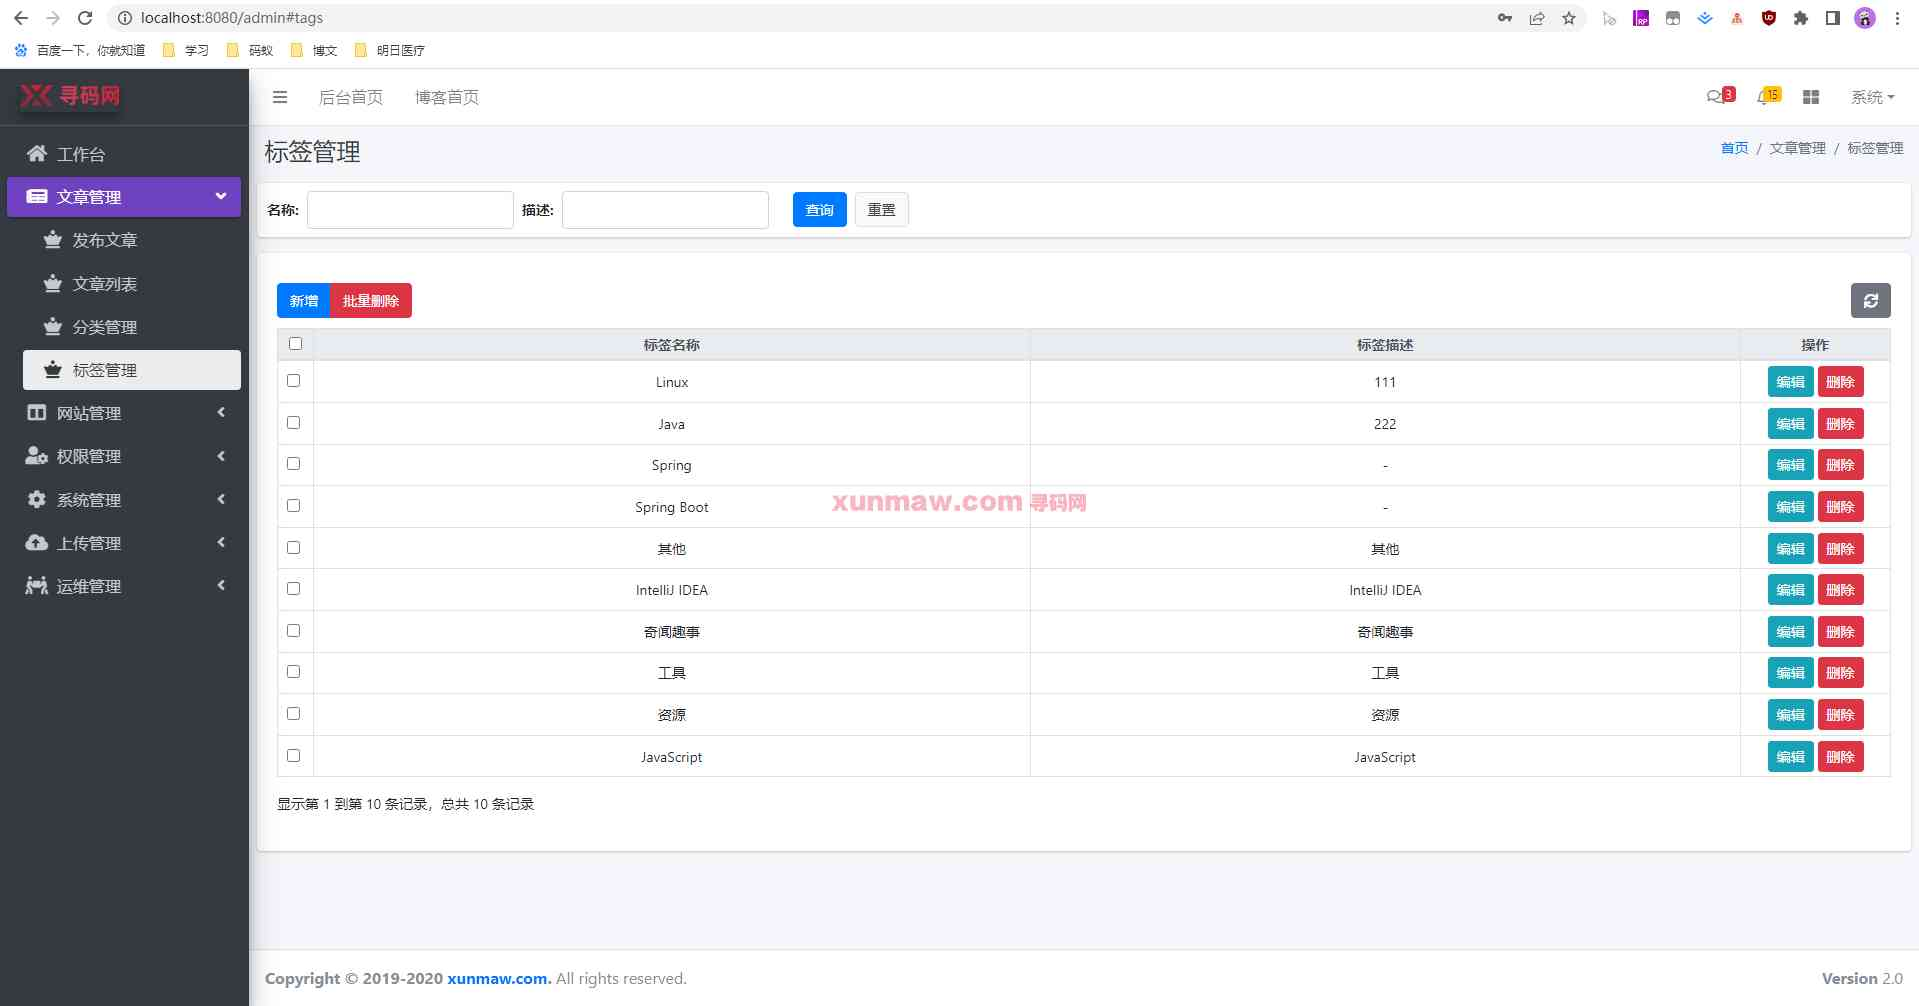 localhost:8080/admin#tags
百度一下，你就知道 学习 码蚁 博文 明日医疗
寻码网 后台首页 博客首页 3 15 系统
标签管理 首页 / 文章管理 / 标签管理
工作台
文章管理
发布文章
文章列表
分类管理
标签管理
网站管理
权限管理
系统管理
上传管理
运维管理
名称: 描述: 查询 重置
新增 批量删除
标签名称 标签描述 操作
Linux 111 编辑 删除
Java 222 编辑 删除
Spring - 编辑 删除
Spring Boot - 编辑 删除
xunmaw.com 寻码网
其他 其他 编辑 删除
IntelliJ IDEA IntelliJ IDEA 编辑 删除
奇闻趣事 奇闻趣事 编辑 删除
工具 工具 编辑 删除
资源 资源 编辑 删除
JavaScript JavaScript 编辑 删除
显示第 1 到第 10 条记录，总共 10 条记录
Copyright © 2019-2020 xunmaw.com. All rights reserved. Version 2.0